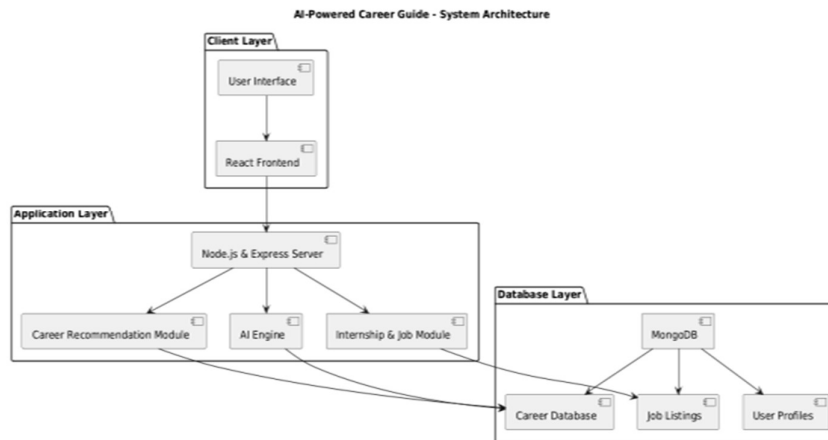 AI-Powered Career Guide - System Architecture
Client Layer
User Interface
React Frontend
Application Layer
Node.js & Express Server
Career Recommendation Module
AI Engine
Internship & Job Module
Database Layer
MongoDB
Career Database
Job Listings
User Profiles